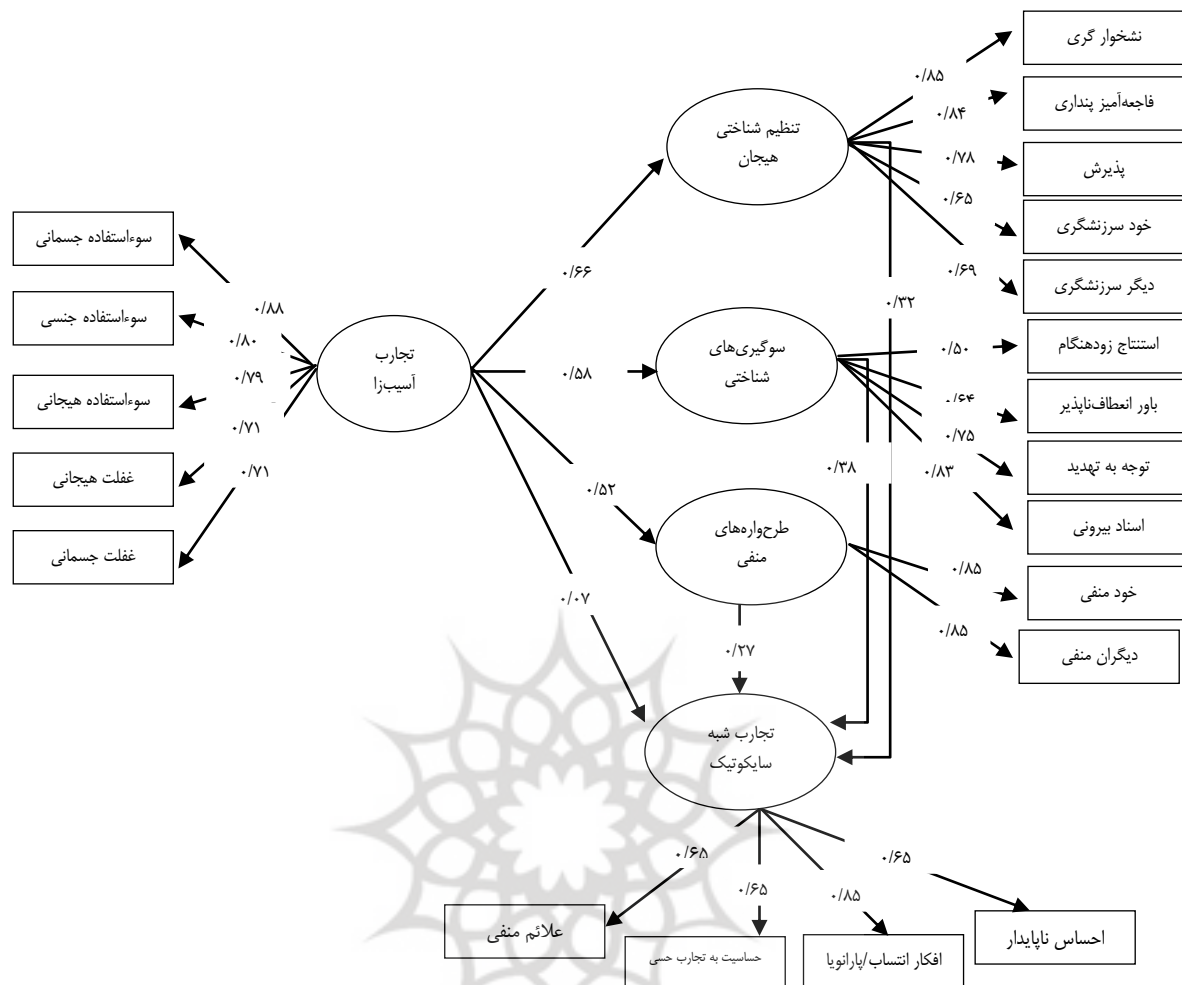 نشخوار گری
۰/۸۵
فاجعه‌آمیز پنداری
۰/۸۴
تنظیم شناختی
هیجان
پذیرش
۰/۷۸
خود سرزنشگری
۰/۶۵
دیگر سرزنشگری
۰/۶۹
۰/۶۶
۰/۳۲
سوءاستفاده جسمانی
۰/۸۸
سوءاستفاده جنسی
۰/۸۰
سوءاستفاده هیجانی
۰/۷۹
غفلت هیجانی
۰/۷۱
غفلت جسمانی
۰/۷۱
تجارب
آسیب‌زا
۰/۵۸
سوگیری‌های
شناختی
استنتاج زودهنگام
۰/۵۰
باور انعطاف‌ناپذیر
۰/۶۴
توجه به تهدید
۰/۷۵
اسناد بیرونی
۰/۸۳
۰/۳۸
۰/۵۲
طرح‌واره‌های
منفی
خود منفی
۰/۸۵
دیگران منفی
۰/۸۵
۰/۰۷
۰/۲۷
تجارب شبه
سایکوتیک
۰/۶۵
۰/۸۵
۰/۶۵
۰/۶۵
احساس ناپایدار
افکار انتساب/پارانویا
حساسیت به تجارب حسی
علائم منفی